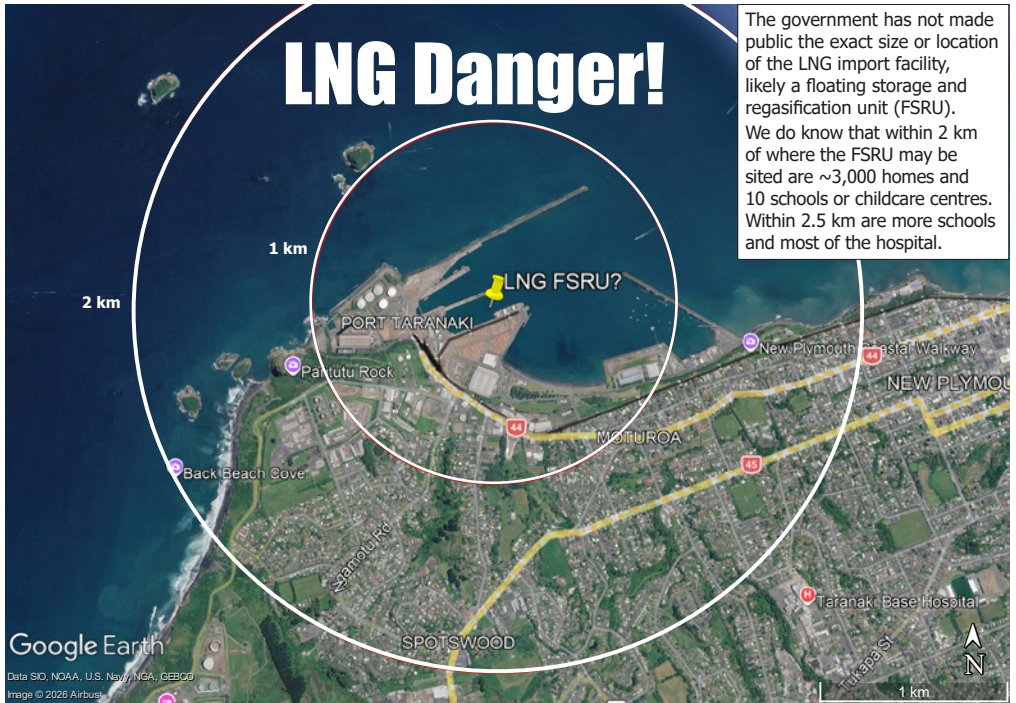 LNG Danger!
The government has not made
public the exact size or location
of the LNG import facility,
likely a floating storage and
regasification unit (FSRU).
We do know that within 2 km
of where the FSRU may be
sited are ~3,000 homes and
10 schools or childcare centres.
Within 2.5 km are more schools
and most of the hospital.
1 km
2 km
LNG FSRU?
PORT TARANAKI
New Plymouth Coastal Walkway
44
Paritutu Rock
NEW PLYMOU
44
MOTUROA
45
Back Beach Cove
Ngamotu Rd
H
Taranaki Base Hospital
SPOTSWOOD
Tukapa St
N
Google Earth
Data SIO, NOAA, U.S. Navy, NGA, GEBCO
Image © 2026 Airbus
1 km